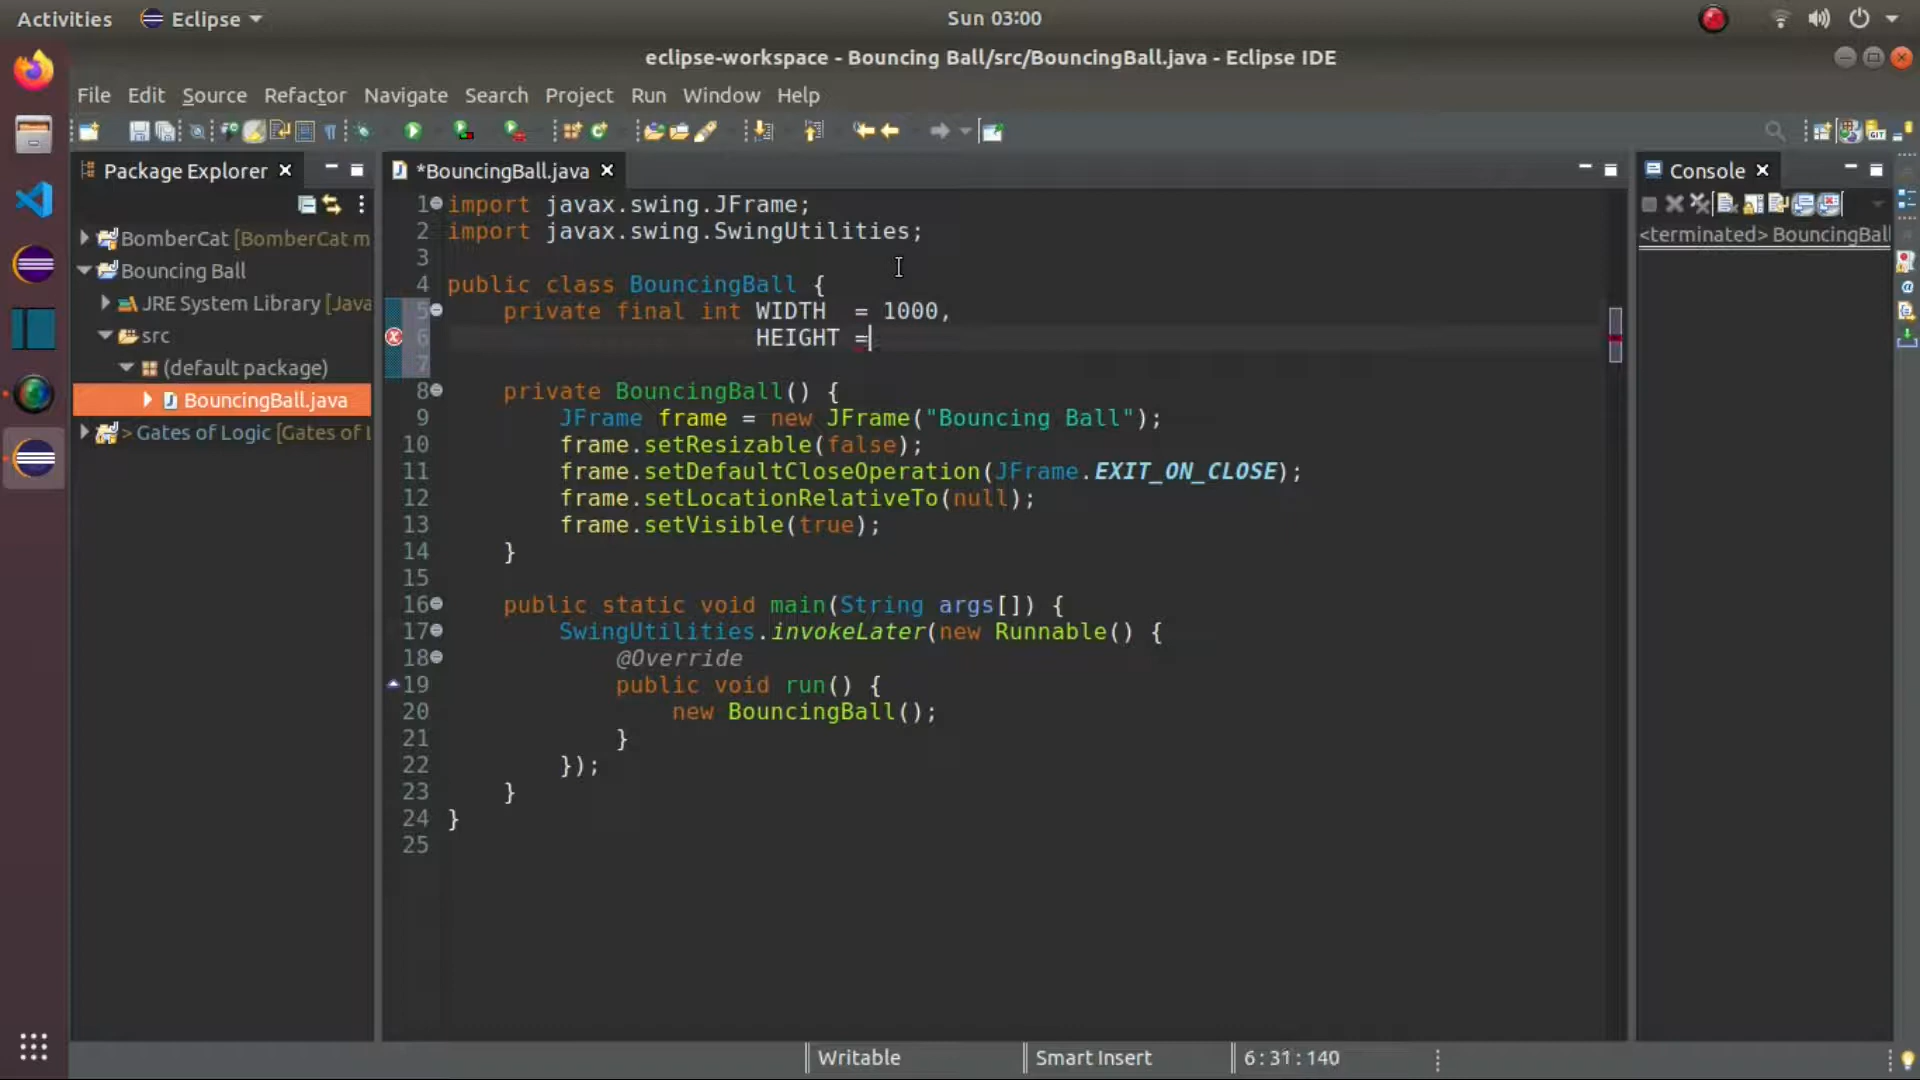 Activities Eclipse Sun 03:00
eclipse-workspace - Bouncing Ball/src/BouncingBall.java - Eclipse IDE
File Edit Source Refactor Navigate Search Project Run Window Help
Package Explorer
*BouncingBall.java
Console
BomberCat [BomberCat m
Bouncing Ball
JRE System Library [Java
src
(default package)
BouncingBall.java
> Gates of Logic [Gates of L
1 import javax.swing.JFrame;
2 import javax.swing.SwingUtilities;
3
4 public class BouncingBall {
5     private final int WIDTH  = 1000,
6                       HEIGHT =
7
8     private BouncingBall() {
9         JFrame frame = new JFrame("Bouncing Ball");
10         frame.setResizable(false);
11         frame.setDefaultCloseOperation(JFrame.EXIT_ON_CLOSE);
12         frame.setLocationRelativeTo(null);
13         frame.setVisible(true);
14     }
15
16     public static void main(String args[]) {
17         SwingUtilities.invokeLater(new Runnable() {
18             @Override
19             public void run() {
20                 new BouncingBall();
21             }
22         });
23     }
24 }
25
<terminated> BouncingBall
Writable Smart Insert 6 : 31 : 140